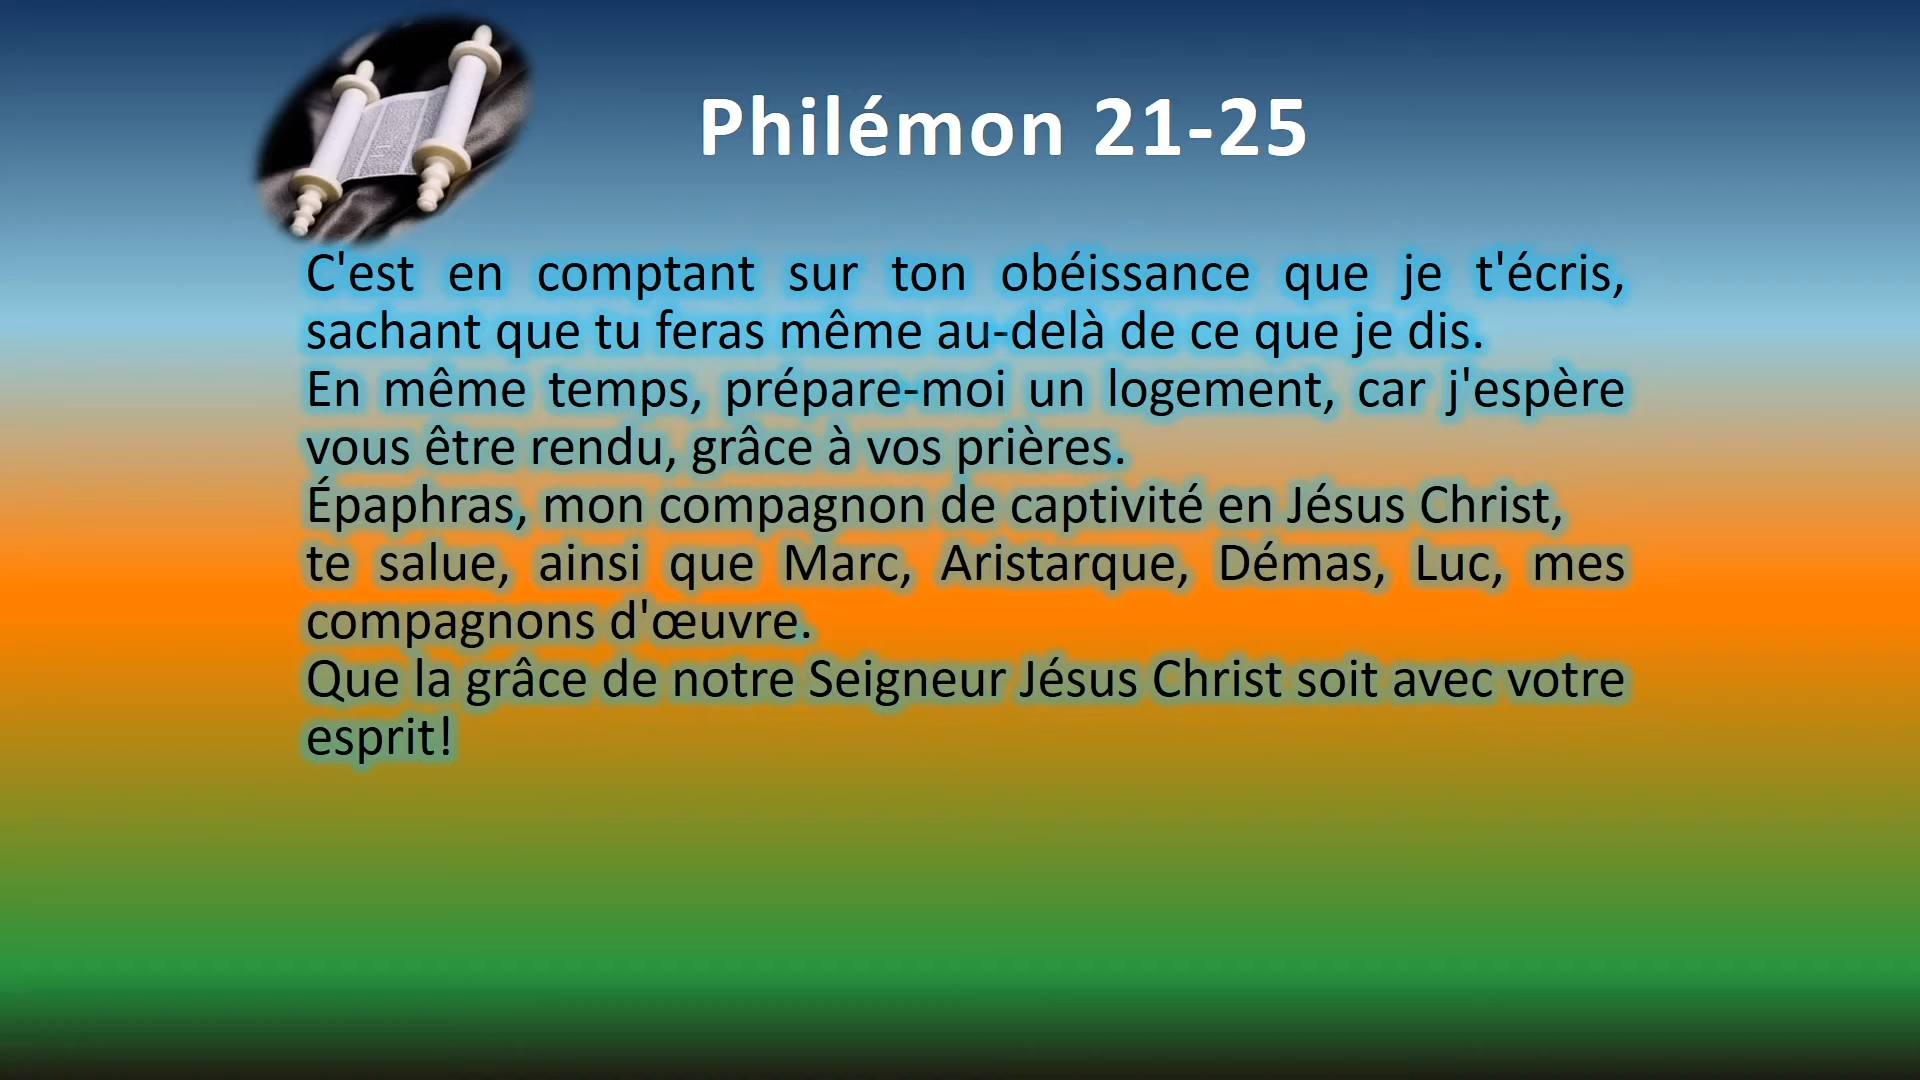 Philémon 21-25
C'est en comptant sur ton obéissance que je t'écris,
sachant que tu feras même au-delà de ce que je dis.
En même temps, prépare-moi un logement, car j'espère
vous être rendu, grâce à vos prières.
Épaphras, mon compagnon de captivité en Jésus Christ,
te salue, ainsi que Marc, Aristarque, Démas, Luc, mes
compagnons d'œuvre.
Que la grâce de notre Seigneur Jésus Christ soit avec votre
esprit!